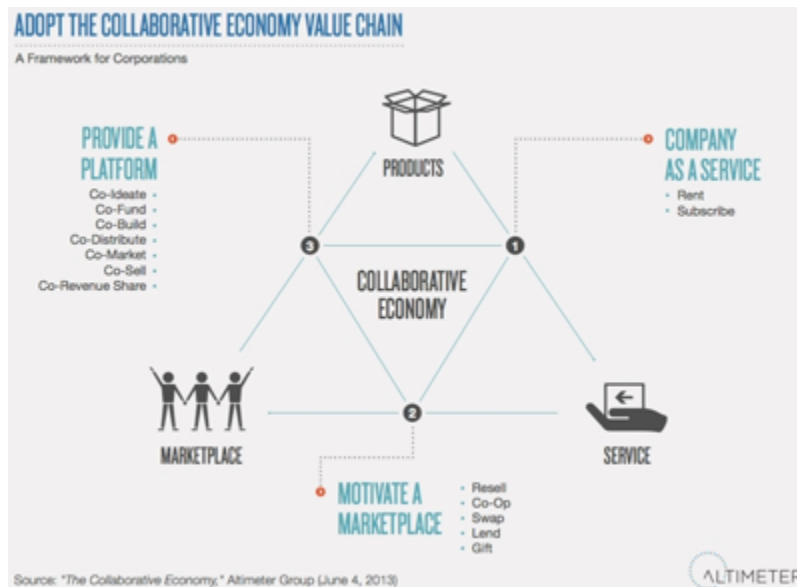 ADOPT THE COLLABORATIVE ECONOMY VALUE CHAIN
A Framework for Corporations
PRODUCTS
PROVIDE A
PLATFORM
Co-Ideate
Co-Fund
Co-Build
Co-Distribute
Co-Market
Co-Sell
Co-Revenue Share
COMPANY
AS A SERVICE
Rent
Subscribe
3
1
COLLABORATIVE
ECONOMY
2
MARKETPLACE
SERVICE
MOTIVATE A
MARKETPLACE
Resell
Co-Op
Swap
Lend
Gift
Source: "The Collaborative Economy," Altimeter Group (June 4, 2013)
ALTIMETER